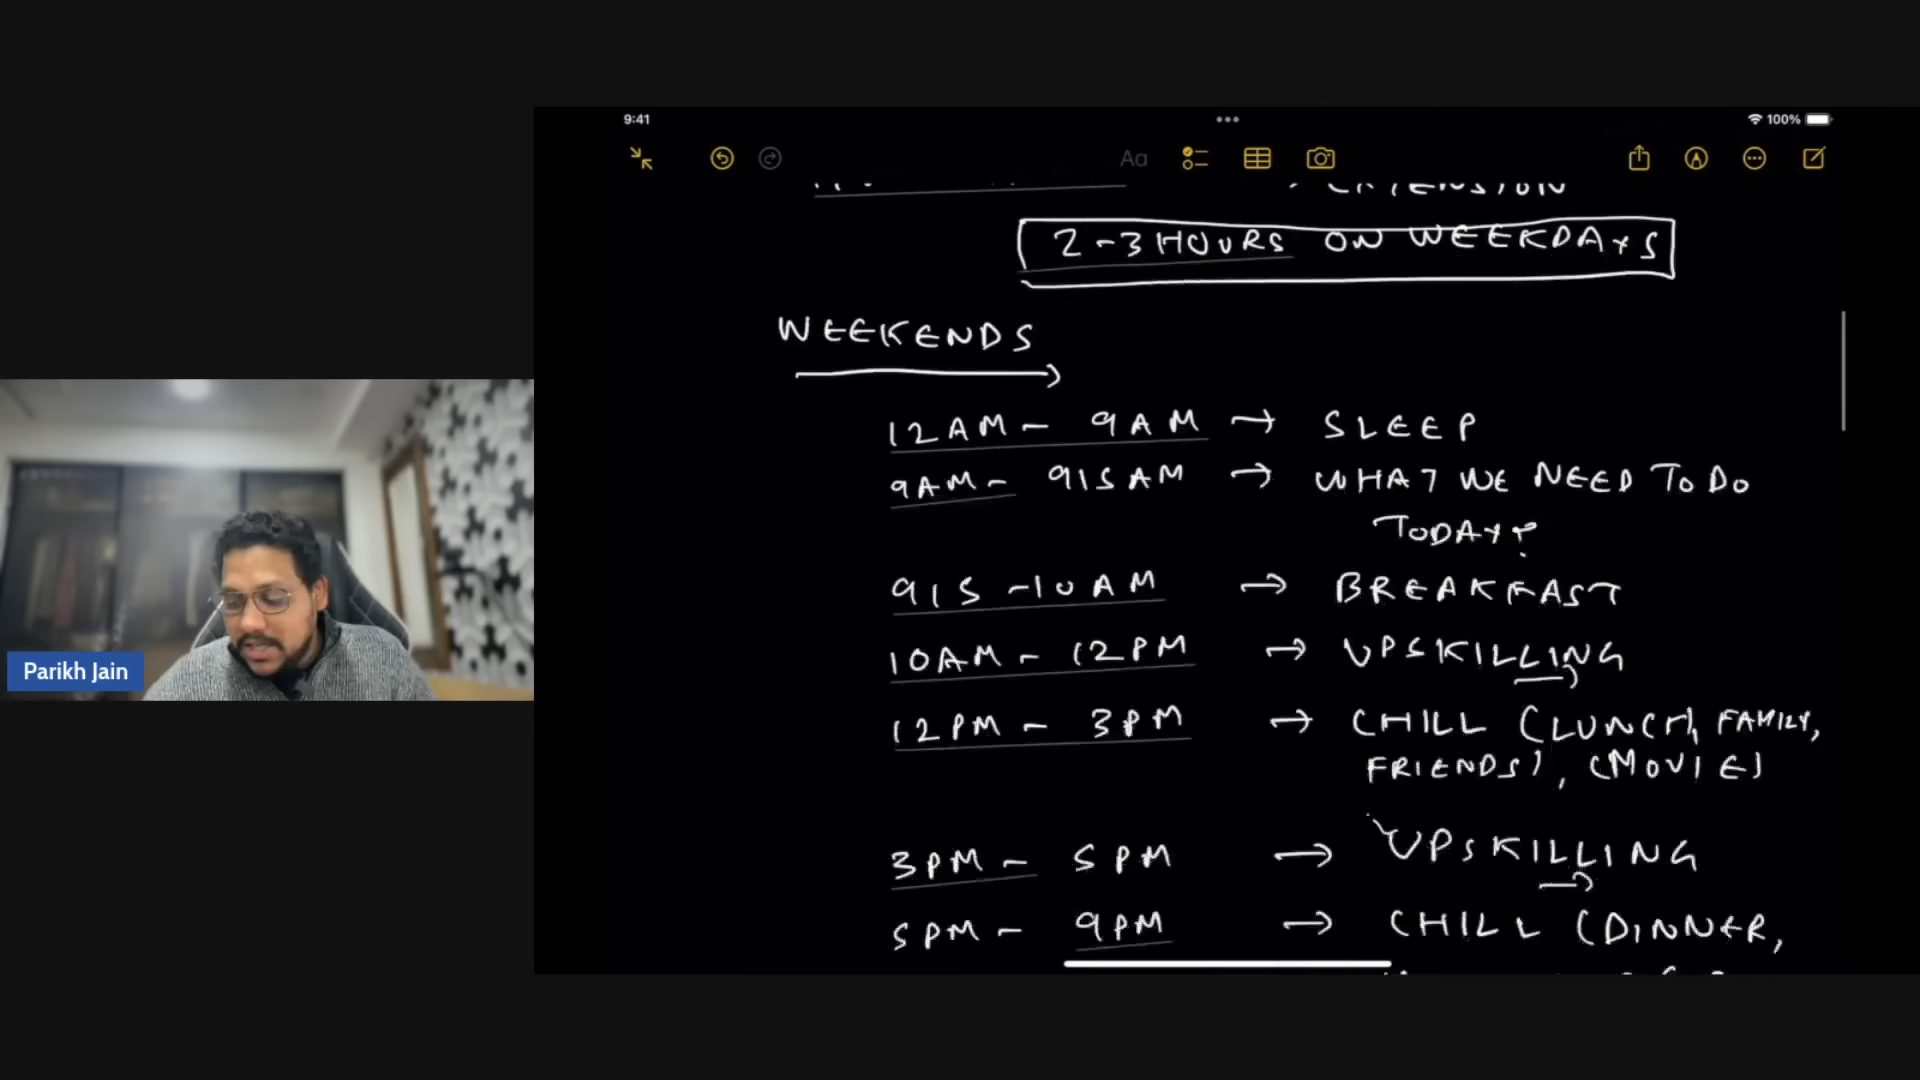 9:41
100%
Aa
EXTENSION
2-3 HOURS ON WEEKDAYS
WEEKENDS
12AM - 9AM → SLEEP
9AM - 915AM → WHAT WE NEED TO DO
TODAY?
915 - 10AM → BREAKFAST
10AM - 12PM → UPSKILLING
12PM - 3PM → CHILL (LUNCH, FAMILY,
FRIENDS), (MOVIE)
3PM - 5PM → UPSKILLING
5PM - 9PM → CHILL (DINNER,
Parikh Jain